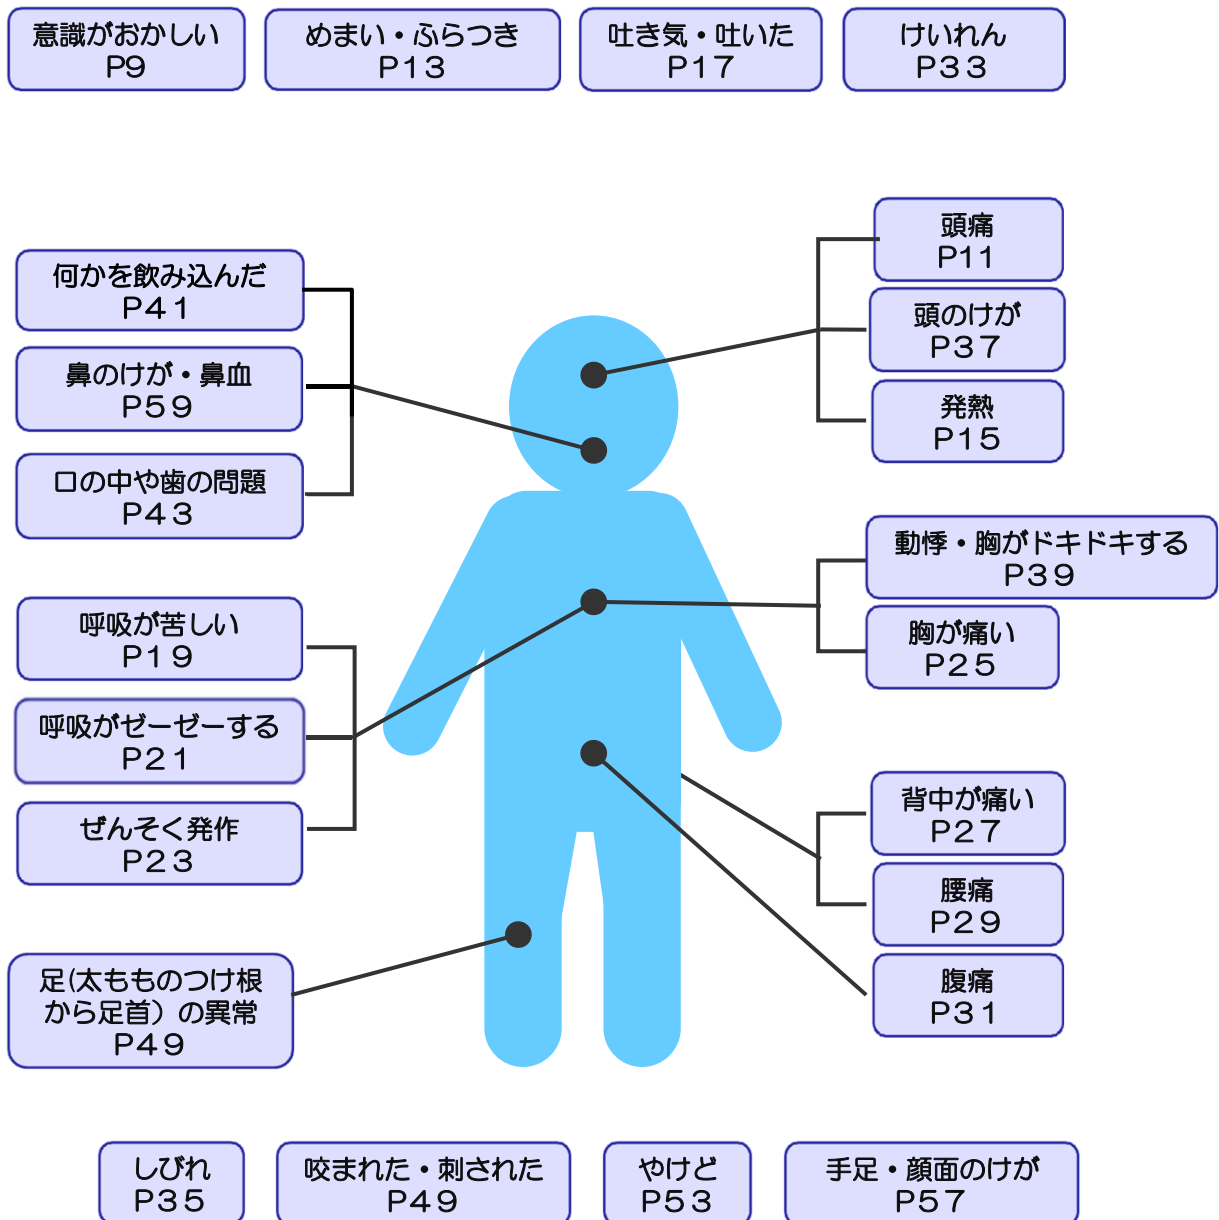 意識がおかしい
P9
めまい・ふらつき
P13
吐き気・吐いた
P17
けいれん
P33
何かを飲み込んだ
P41
鼻のけが・鼻血
P59
口の中や歯の問題
P43
呼吸が苦しい
P19
呼吸がゼーゼーする
P21
ぜんそく発作
P23
足(太もものつけ根
から足首）の異常
P49
頭痛
P11
頭のけが
P37
発熱
P15
動悸・胸がドキドキする
P39
胸が痛い
P25
背中が痛い
P27
腰痛
P29
腹痛
P31
しびれ
P35
咬まれた・刺された
P49
やけど
P53
手足・顔面のけが
P57